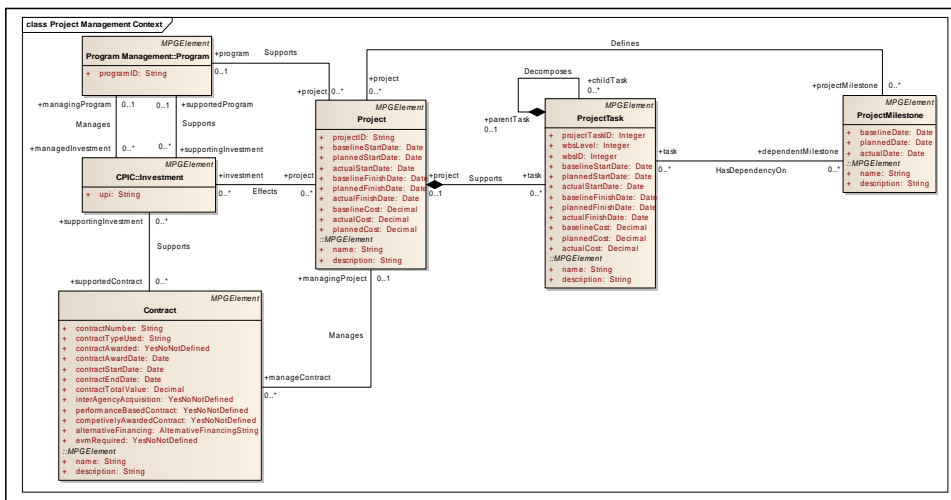 class Project Management Context
MPGElement
Program Management::Program
+ programID: String
+program
Supports
0..1
+project 0..*
Defines
+project
0..*
+projectMilestone
0..*
+managingProgram
0..1
0..1
+supportedProgram
Manages
Supports
+managedInvestment
0..*
0..*
+supportingInvestment
MPGElement
CPIC::Investment
+ upi: String
+investment
0..*
Effects
+project
0..*
MPGElement
Project
+ projectID: String
+ baselineStartDate: Date
+ plannedStartDate: Date
+ actualStartDate: Date
+ baselineFinishDate: Date
+ plannedFinishDate: Date
+ actualFinishDate: Date
+ baselineCost: Decimal
+ actualCost: Decimal
+ plannedCost: Decimal
::MPGElement
+ name: String
+ description: String
+project
0..1
Supports
+task
0..*
Decomposes
+childTask
0..*
+parentTask
0..1
MPGElement
ProjectTask
+ projectTaskID: Integer
+ wbsLevel: Integer
+ wbsID: Integer
+ baselineStartDate: Date
+ plannedStartDate: Date
+ actualStartDate: Date
+ baselineFinishDate: Date
+ plannedFinishDate: Date
+ actualFinishDate: Date
+ baselineCost: Decimal
+ plannedCost: Decimal
+ actualCost: Decimal
::MPGElement
+ name: String
+ description: String
+task
0..*
+dependentMilestone
HasDependencyOn
0..*
MPGElement
ProjectMilestone
+ baselineDate: Date
+ plannedDate: Date
+ actualDate: Date
::MPGElement
+ name: String
+ description: String
+supportingInvestment
0..*
Supports
+supportedContract
0..*
+managingProject
0..1
Manages
+manageContract
0..*
MPGElement
Contract
+ contractNumber: String
+ contractTypeUsed: String
+ contractAwarded: YesNoNotDefined
+ contractAwardDate: Date
+ contractStartDate: Date
+ contractEndDate: Date
+ contractTotalValue: Decimal
+ interAgencyAcquisition: YesNoNotDefined
+ performanceBasedContract: YesNoNotDefined
+ competivelyAwardedContract: YesNoNotDefined
+ alternativeFinancing: AlternativeFinancingString
+ evmRequired: YesNoNotDefined
::MPGElement
+ name: String
+ description: String